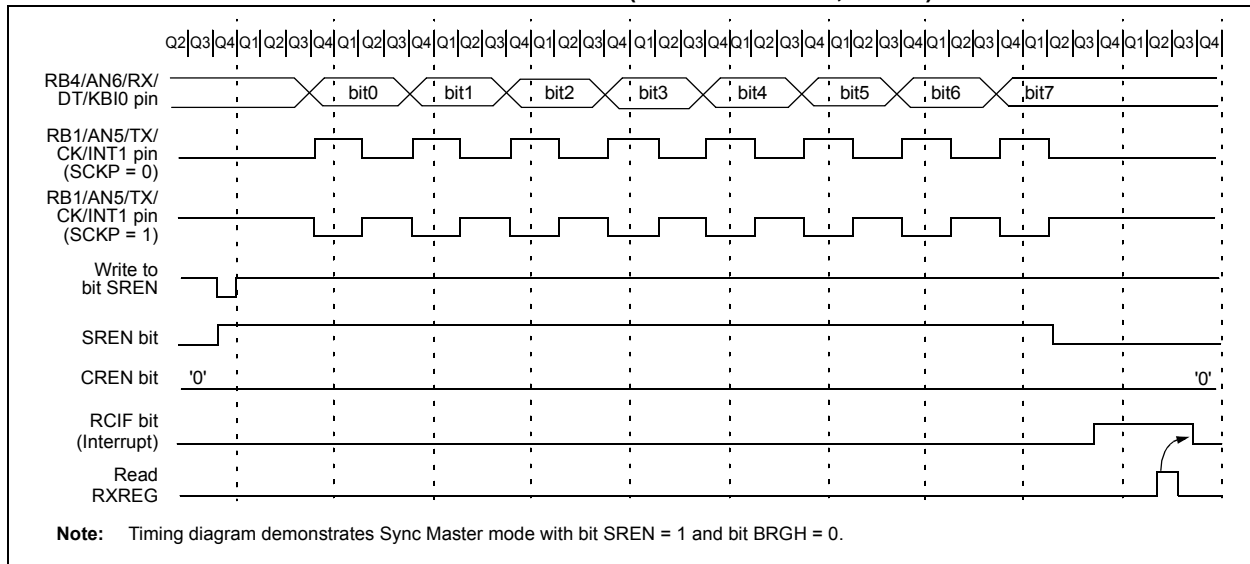 Q2 Q3 Q4 Q1 Q2 Q3 Q4 Q1 Q2 Q3 Q4 Q1 Q2 Q3 Q4 Q1 Q2 Q3 Q4 Q1 Q2 Q3 Q4 Q1 Q2 Q3 Q4 Q1 Q2 Q3 Q4 Q1 Q2 Q3 Q4 Q1 Q2 Q3 Q4 Q1 Q2 Q3 Q4
RB4/AN6/RX/
DT/KBI0 pin
bit0 bit1 bit2 bit3 bit4 bit5 bit6 bit7
RB1/AN5/TX/
CK/INT1 pin
(SCKP = 0)
RB1/AN5/TX/
CK/INT1 pin
(SCKP = 1)
Write to
bit SREN
SREN bit
CREN bit '0' '0'
RCIF bit
(Interrupt)
Read
RXREG
Note: Timing diagram demonstrates Sync Master mode with bit SREN = 1 and bit BRGH = 0.